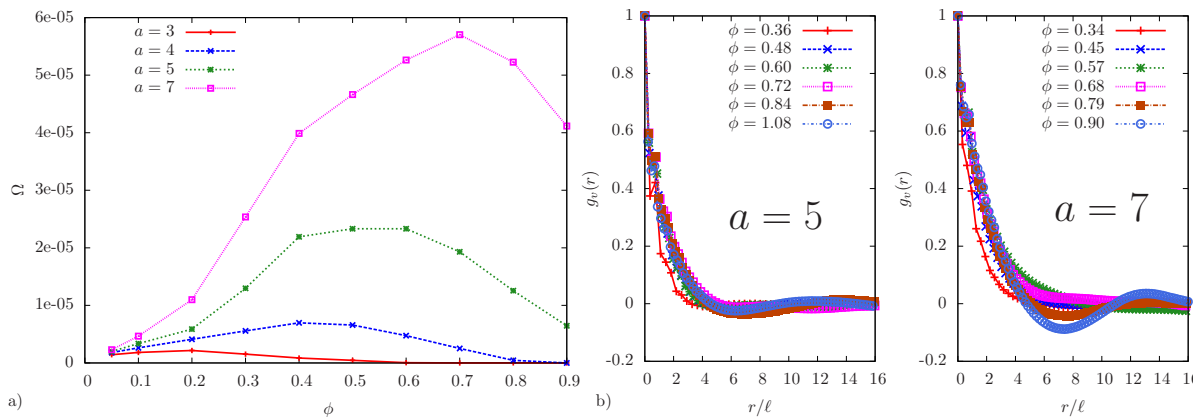 6e-05
5e-05
4e-05
3e-05
2e-05
1e-05
0
Ω
a = 3
a = 4
a = 5
a = 7
0 0.1 0.2 0.3 0.4 0.5 0.6 0.7 0.8 0.9
ϕ
a)
1
0.8
0.6
0.4
0.2
0
-0.2
g_v(r)
ϕ = 0.36
ϕ = 0.48
ϕ = 0.60
ϕ = 0.72
ϕ = 0.84
ϕ = 1.08
a = 5
0 2 4 6 8 10 12 14 16
r/ℓ
b)
1
0.8
0.6
0.4
0.2
0
-0.2
g_v(r)
ϕ = 0.34
ϕ = 0.45
ϕ = 0.57
ϕ = 0.68
ϕ = 0.79
ϕ = 0.90
a = 7
0 2 4 6 8 10 12 14 16
r/ℓ